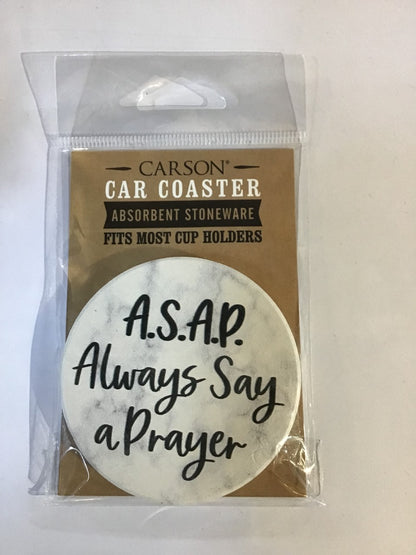 CARSON®
CAR COASTER
ABSORBENT STONEWARE
FITS MOST CUP HOLDERS
A.S.A.P.
Always Say
a Prayer